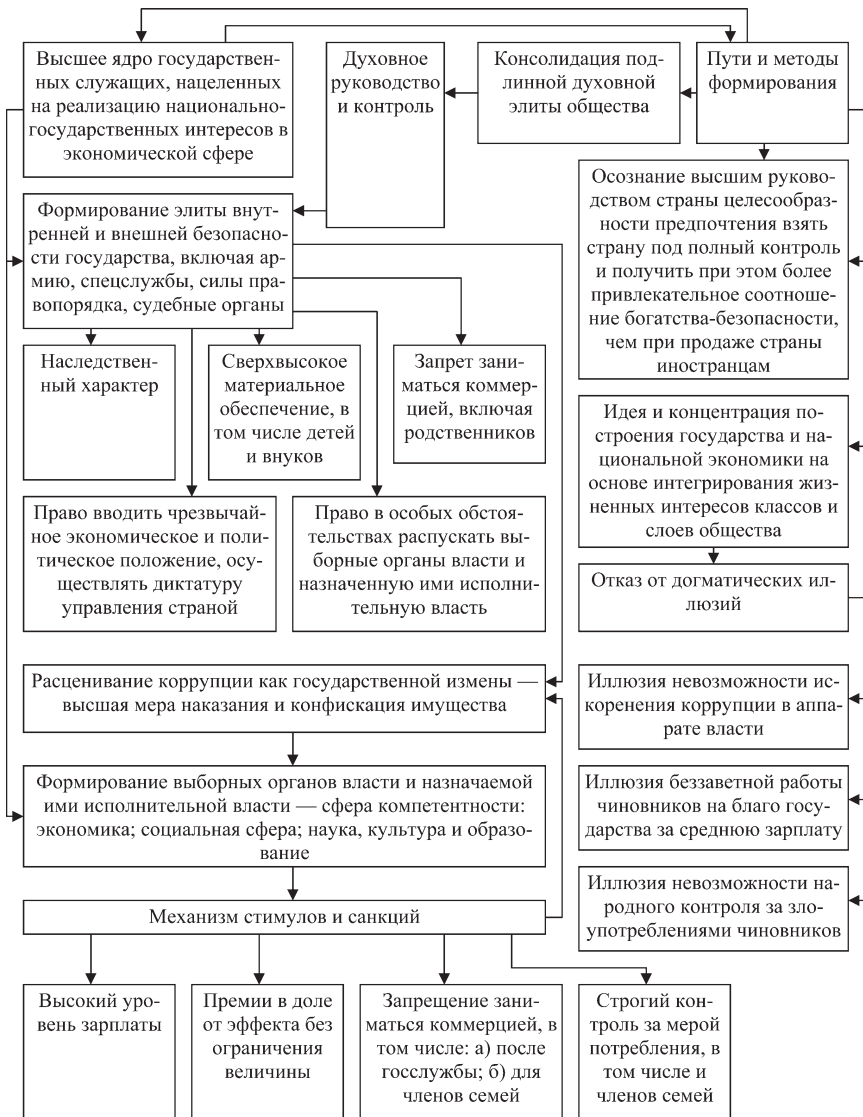 Высшее ядро государствен-
ных служащих, нацеленных
на реализацию национально-
государственных интересов в
экономической сфере
Духовное
руководство
и контроль
Консолидация под-
линной духовной
элиты общества
Пути и методы
формирования
Формирование элиты внут-
ренней и внешней безопасно-
сти государства, включая ар-
мию, спецслужбы, силы пра-
вопорядка, судебные органы
Осознание высшим руково-
дством страны целесообраз-
ности предпочтения взять
страну под полный контроль
и получить при этом более
привлекательное соотноше-
ние богатства-безопасности,
чем при продаже страны
иностранцам
Наследствен-
ный характер
Сверхвысокое
материальное
обеспечение, в
том числе детей
и внуков
Запрет зани-
маться коммер-
цией, включая
родственников
Идея и концентрация по-
строения государства и на-
циональной экономики на
основе интегрирования жиз-
ненных интересов классов и
слоев общества
Право вводить чрезвычай-
ное экономическое и поли-
тическое положение, осу-
ществлять диктатуру
управления страной
Право в особых обстоя-
тельствах распускать вы-
борные органы власти и
назначенную ими исполни-
тельную власть
Отказ от догматических ил-
люзий
Расценивание коррупции как государственной измены —
высшая мера наказания и конфискация имущества
Иллюзия невозможности ис-
коренения коррупции в аппа-
рате власти
Формирование выборных органов власти и назначаемой
ими исполнительной власти — сфера компетентности:
экономика; социальная сфера; наука, культура и образо-
вание
Иллюзия беззаветной работы
чиновников на благо госу-
дарства за среднюю зарплату
Иллюзия невозможности на-
родного контроля за зло-
употреблениями чиновников
Механизм стимулов и санкций
Высокий уро-
вень зарплаты
Премии в доле
от эффекта без
ограничения
величины
Запрещение зани-
маться коммерцией, в
том числе: а) после
госслужбы; б) для
членов семей
Строгий кон-
троль за мерой
потребления, в
том числе и
членов семей